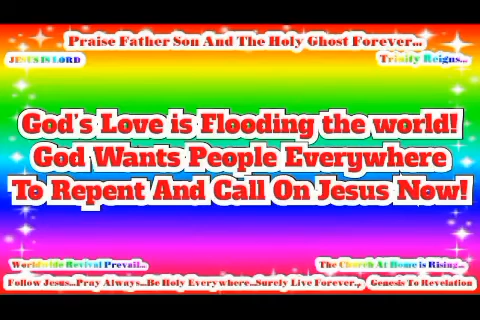 Praise Father Son And The Holy Ghost Forever...
JESUS IS LORD
Trinity Reigns...
God's Love is Flooding the world!
God Wants People Everywhere
To Repent And Call On Jesus Now!
Worldwide Revival Prevail...
The Church At Home is Rising...
Follow Jesus...Pray Always...Be Holy Everywhere...Surely Live Forever.,
Genesis To Revelation